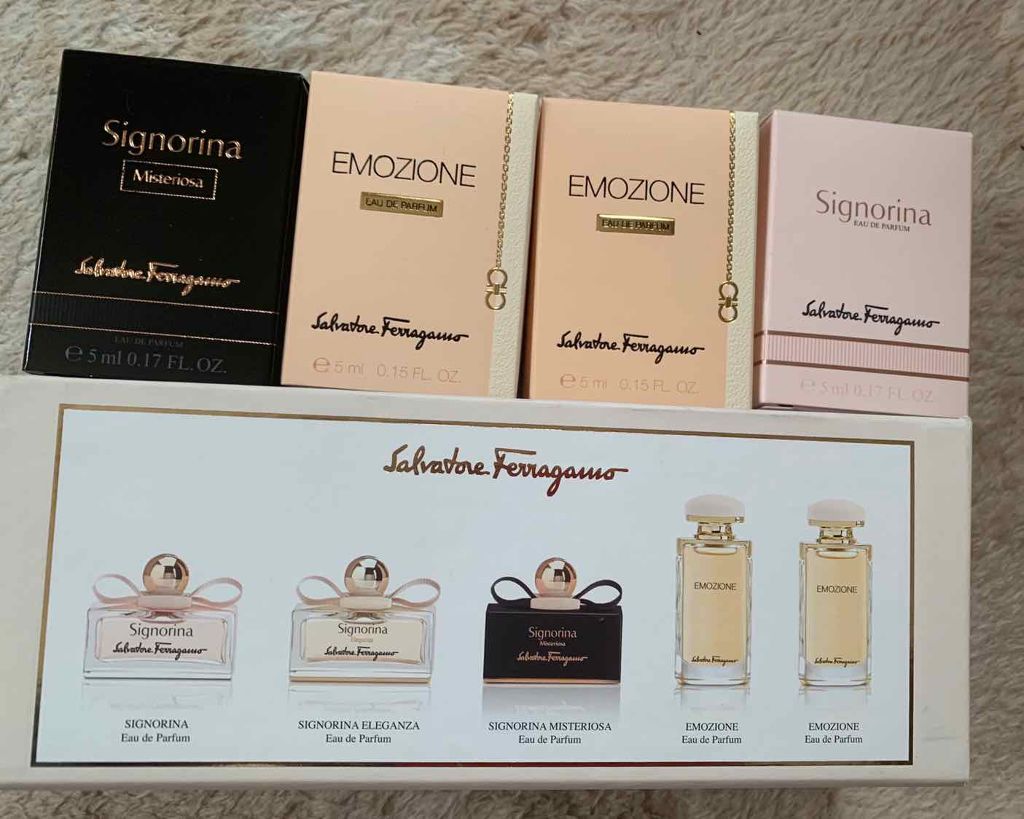 Signorina
Misteriosa
Salvatore Ferragamo
EAU DE PARFUM
℮ 5 ml 0.17 FL. OZ.
EMOZIONE
EAU DE PARFUM
Salvatore Ferragamo
℮ 5 ml 0.15 FL. OZ.
EMOZIONE
EAU DE PARFUM
Salvatore Ferragamo
℮ 5 ml 0.15 FL. OZ.
Signorina
EAU DE PARFUM
Salvatore Ferragamo
℮ 5 ml 0.17 FL. OZ.
Salvatore Ferragamo
Signorina
Salvatore Ferragamo
SIGNORINA
Eau de Parfum
Signorina
Eleganza
Salvatore Ferragamo
SIGNORINA ELEGANZA
Eau de Parfum
Signorina
Misteriosa
Salvatore Ferragamo
SIGNORINA MISTERIOSA
Eau de Parfum
EMOZIONE
Salvatore Ferragamo
EMOZIONE
Eau de Parfum
EMOZIONE
Salvatore Ferragamo
EMOZIONE
Eau de Parfum